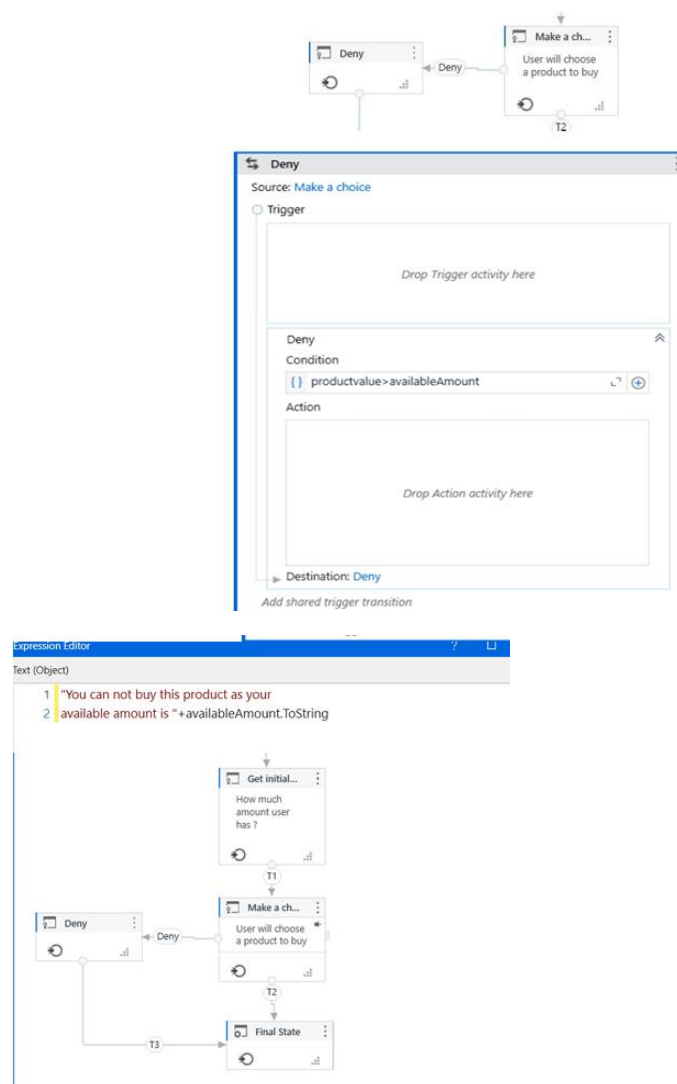 Make a ch...
Deny
User will choose
a product to buy
Deny
T2
Deny
Source: Make a choice
Trigger
Drop Trigger activity here
Deny
Condition
{} productvalue>availableAmount
Action
Drop Action activity here
Destination: Deny
Add shared trigger transition
Expression Editor
?
Text (Object)
1 "You can not buy this product as your
2 available amount is "+availableAmount.ToString
Get initial...
How much
amount user
has ?
T1
Make a ch...
Deny
User will choose
a product to buy
Deny
T2
Final State
T3